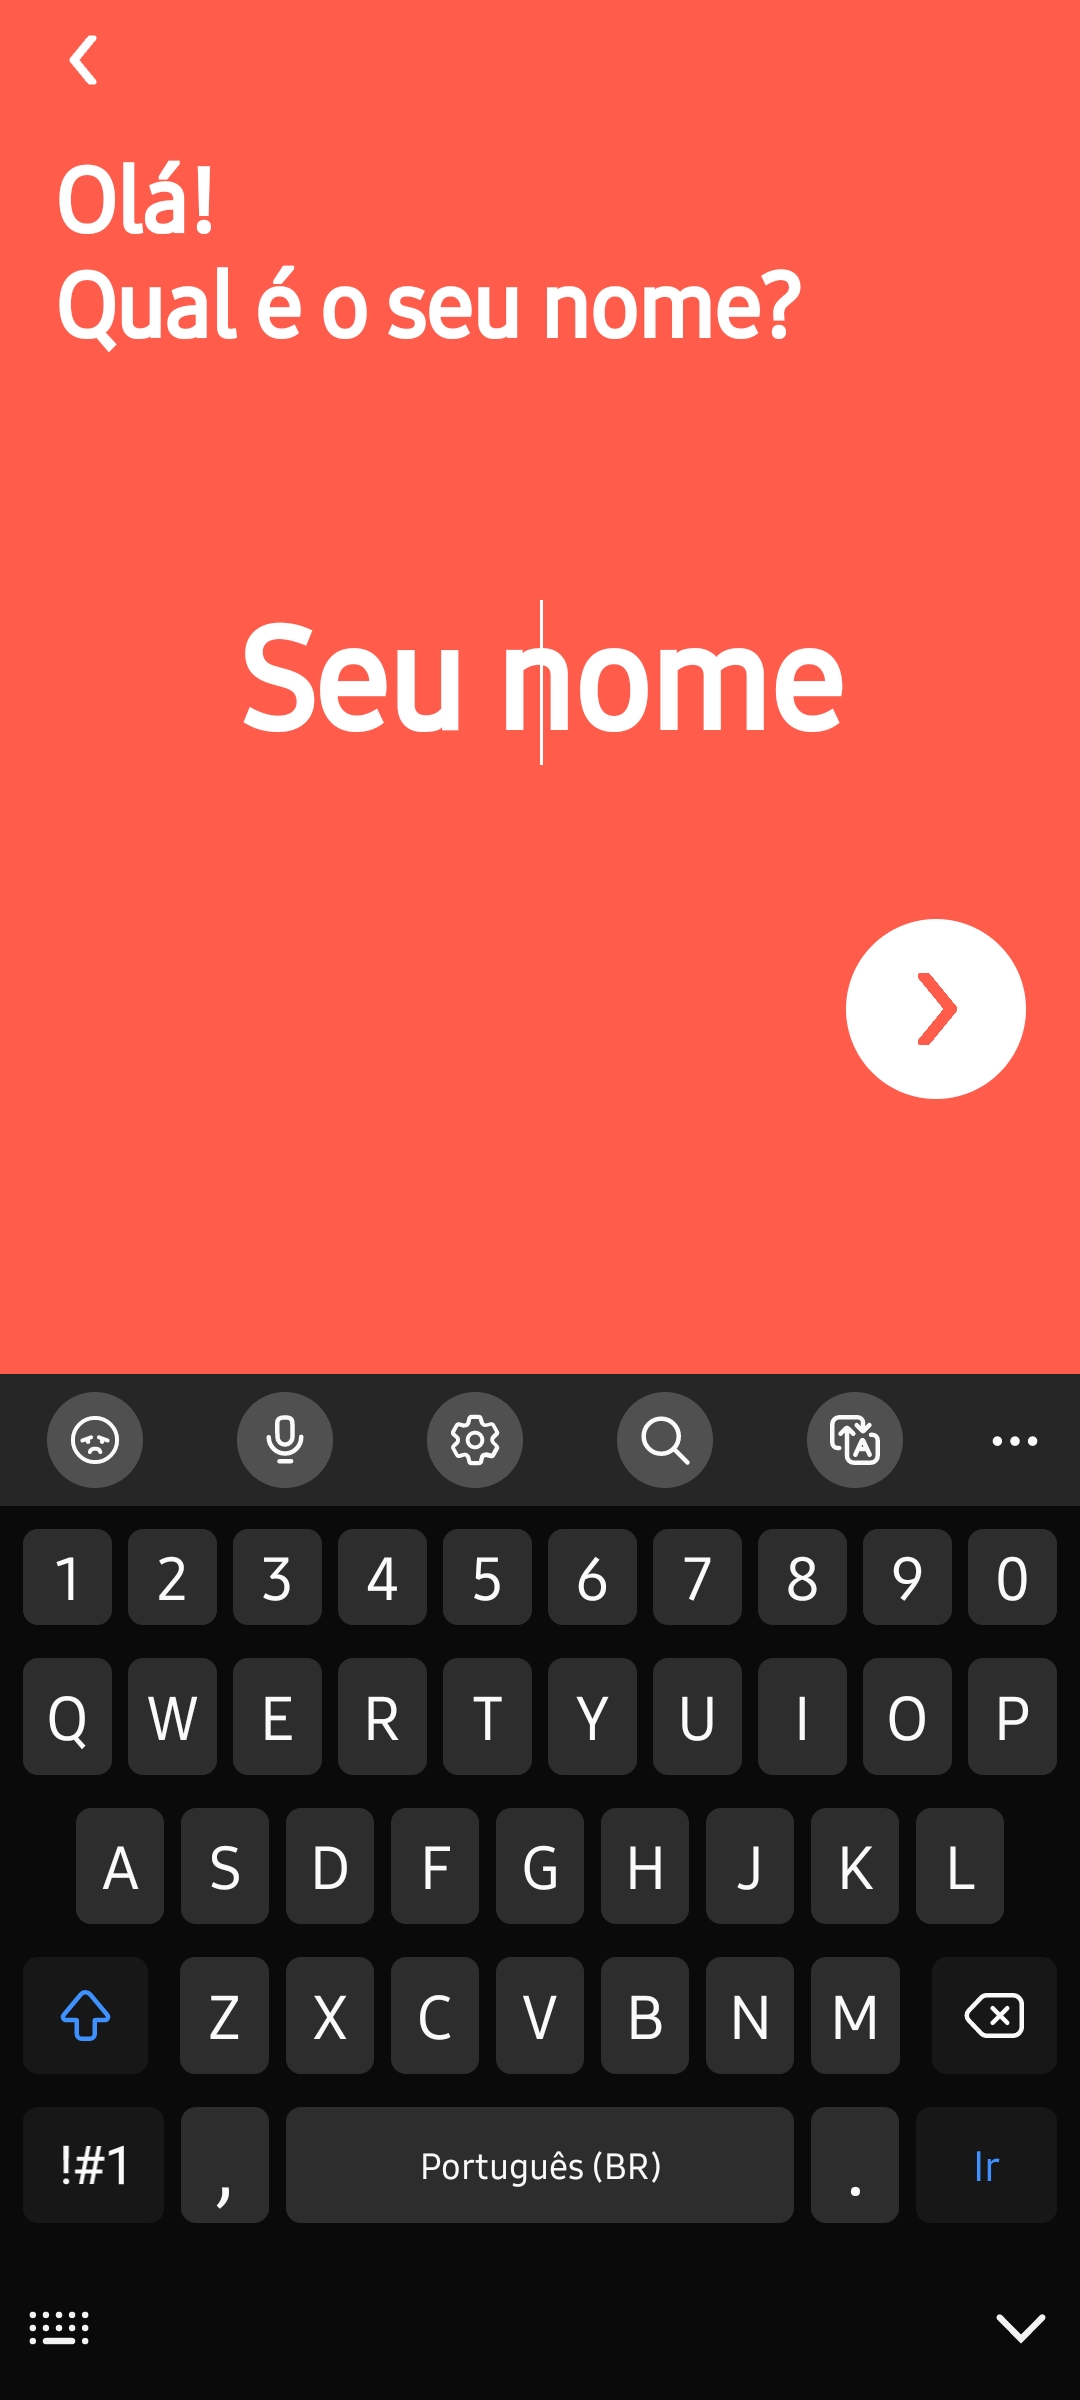 Olá!
Qual é o seu nome?
Seu nome
1 2 3 4 5 6 7 8 9 0
Q W E R T Y U I O P
A S D F G H J K L
Z X C V B N M
!#1 , Português (BR) . Ir